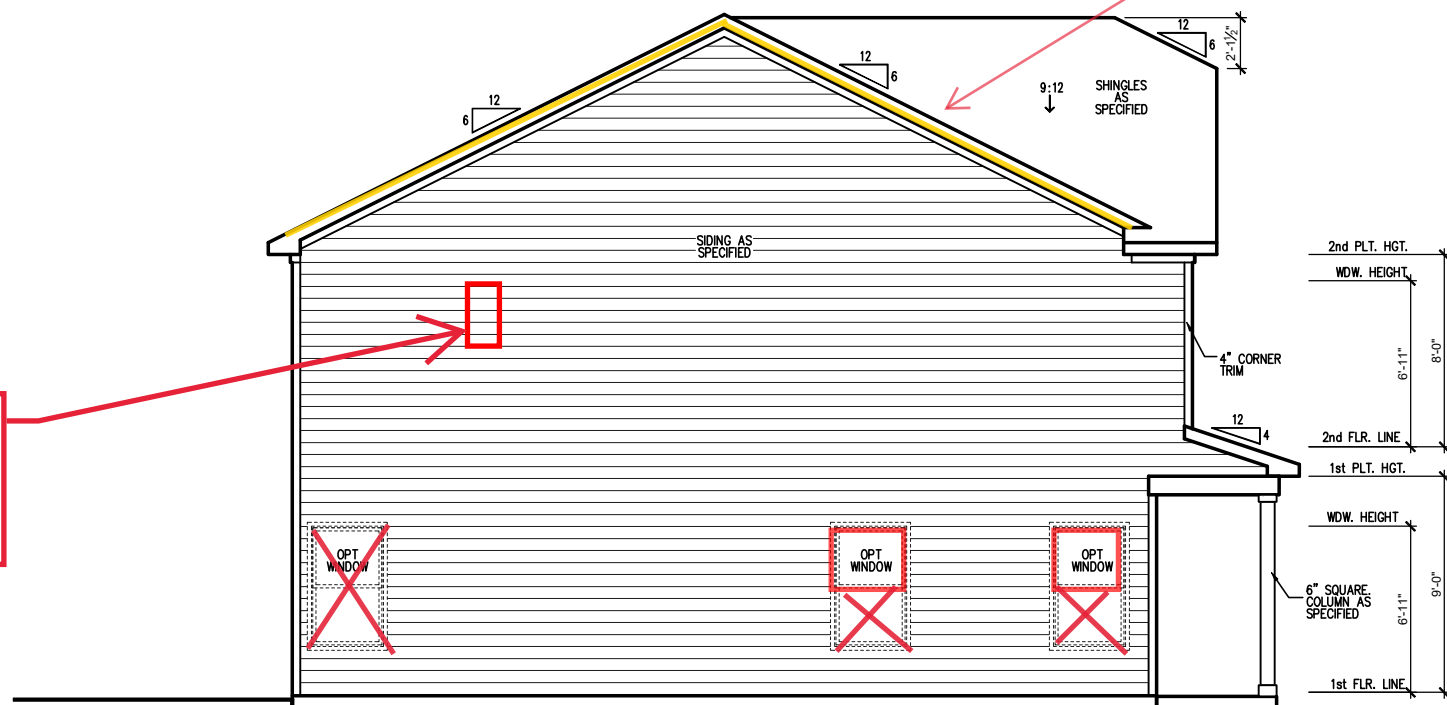 12
6
2'-1½"
12
6
9:12
SHINGLES
AS
SPECIFIED
12
6
SIDING AS
SPECIFIED
2nd PLT. HGT.
WDW. HEIGHT
4" CORNER
TRIM
6'-11"
8'-0"
12
4
2nd FLR. LINE
1st PLT. HGT.
WDW. HEIGHT
OPT
WINDOW
OPT
WINDOW
OPT
WINDOW
6" SQUARE.
COLUMN AS
SPECIFIED
6'-11"
9'-0"
1st FLR. LINE